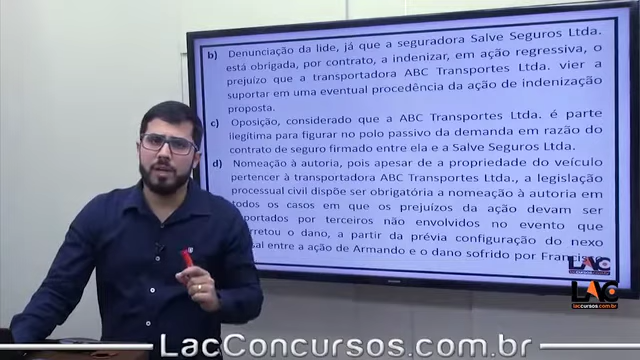 b) Denunciação da lide, já que a seguradora Salve Seguros Ltda.
está obrigada, por contrato, a indenizar, em ação regressiva, o
prejuízo que a transportadora ABC Transportes Ltda. vier a
suportar em uma eventual procedência da ação de indenização
proposta.
c) Oposição, considerado que a ABC Transportes Ltda. é parte
ilegítima para figurar no polo passivo da demanda em razão do
contrato de seguro firmado entre ela e a Salve Seguros Ltda.
d) Nomeação à autoria, pois apesar de a propriedade do veículo
pertencer à transportadora ABC Transportes Ltda., a legislação
processual civil dispõe ser obrigatória a nomeação à autoria em
todos os casos em que os prejuízos da ação devam ser
portados por terceiros não envolvidos no evento que
rretou o dano, a partir da prévia configuração do nexo
al entre a ação de Armando e o dano sofrido por Francisco
LAC
LAC
laccursos.com.br
LacConcursos.com.br